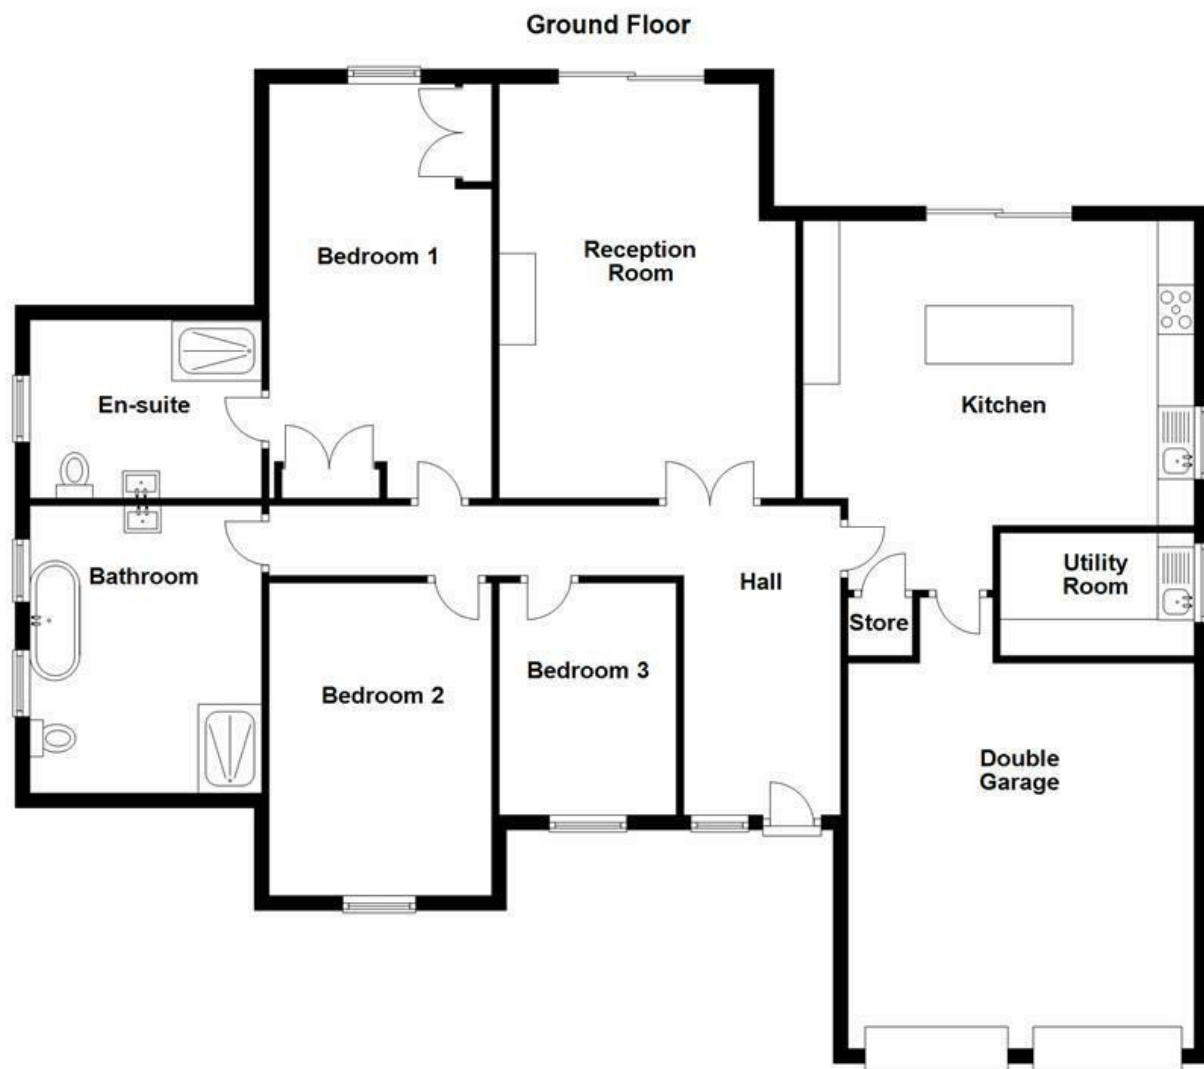 Ground Floor
Bedroom 1
Reception
Room
En-suite
Kitchen
Bathroom
Hall
Utility
Room
Store
Bedroom 2
Bedroom 3
Double
Garage